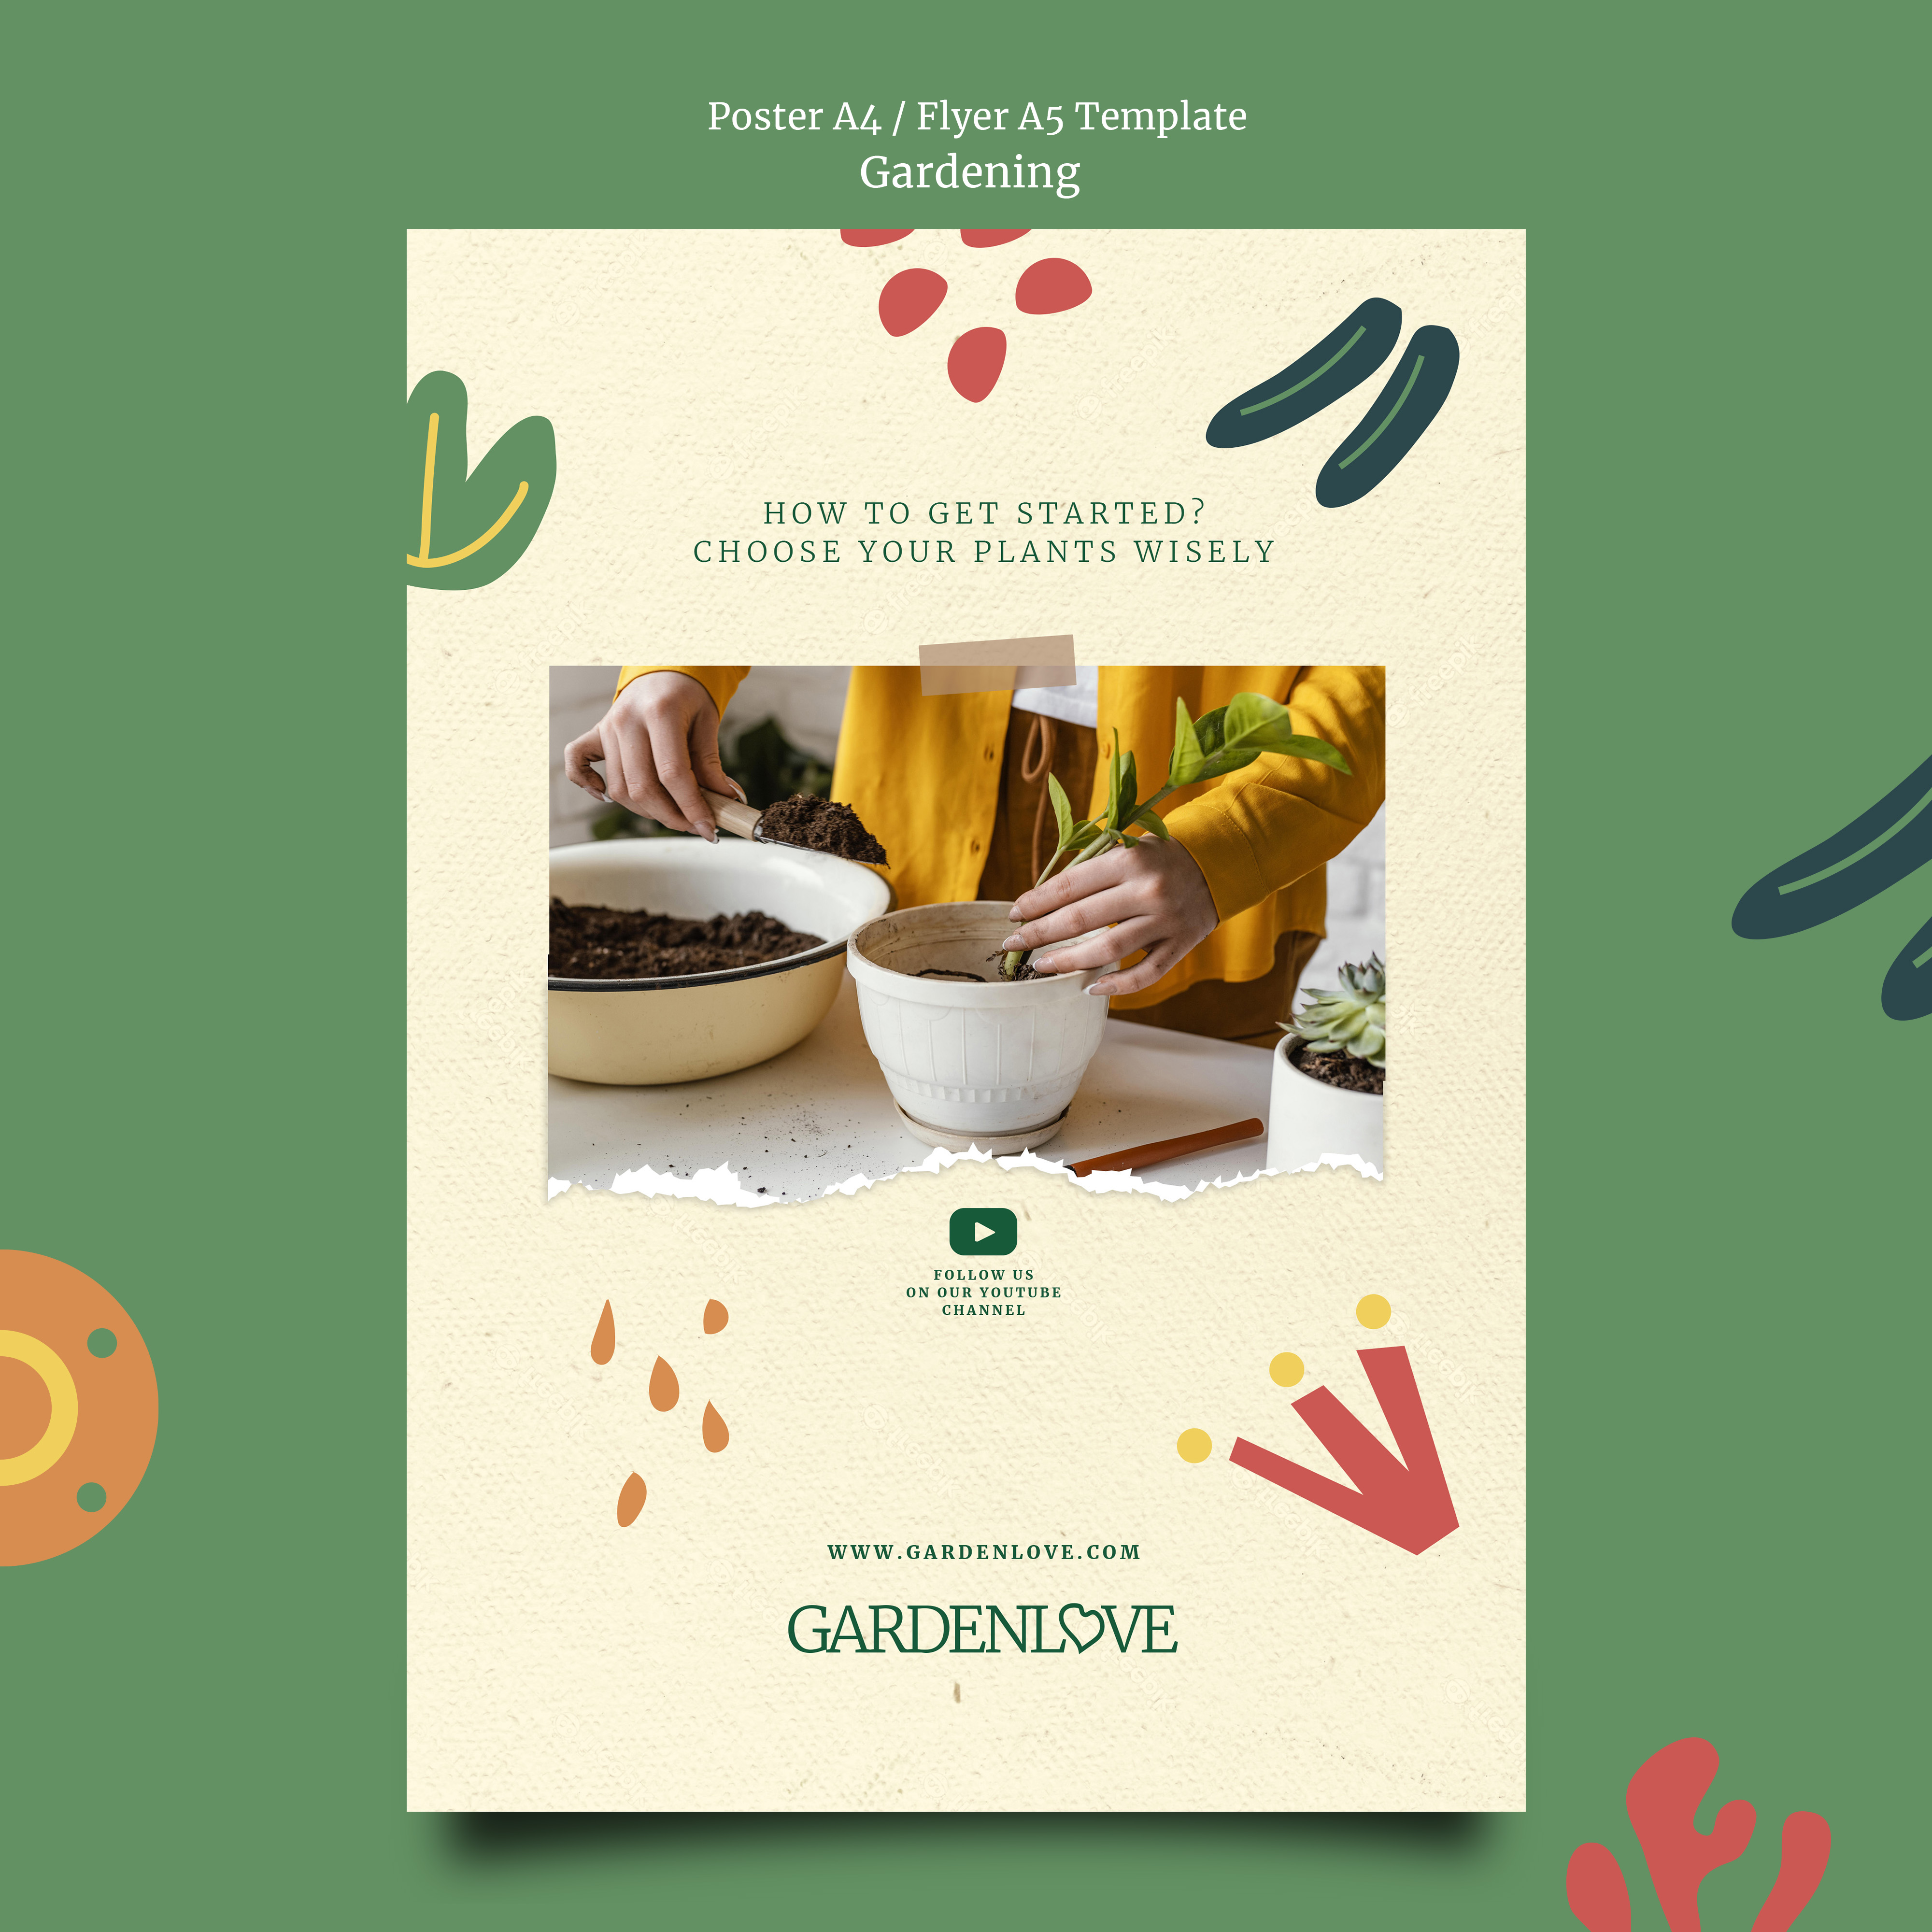 Poster A4 / Flyer A5 Template
Gardening
HOW TO GET STARTED?
CHOOSE YOUR PLANTS WISELY
FOLLOW US
ON OUR YOUTUBE
CHANNEL
WWW.GARDENLOVE.COM
GARDENLOVE